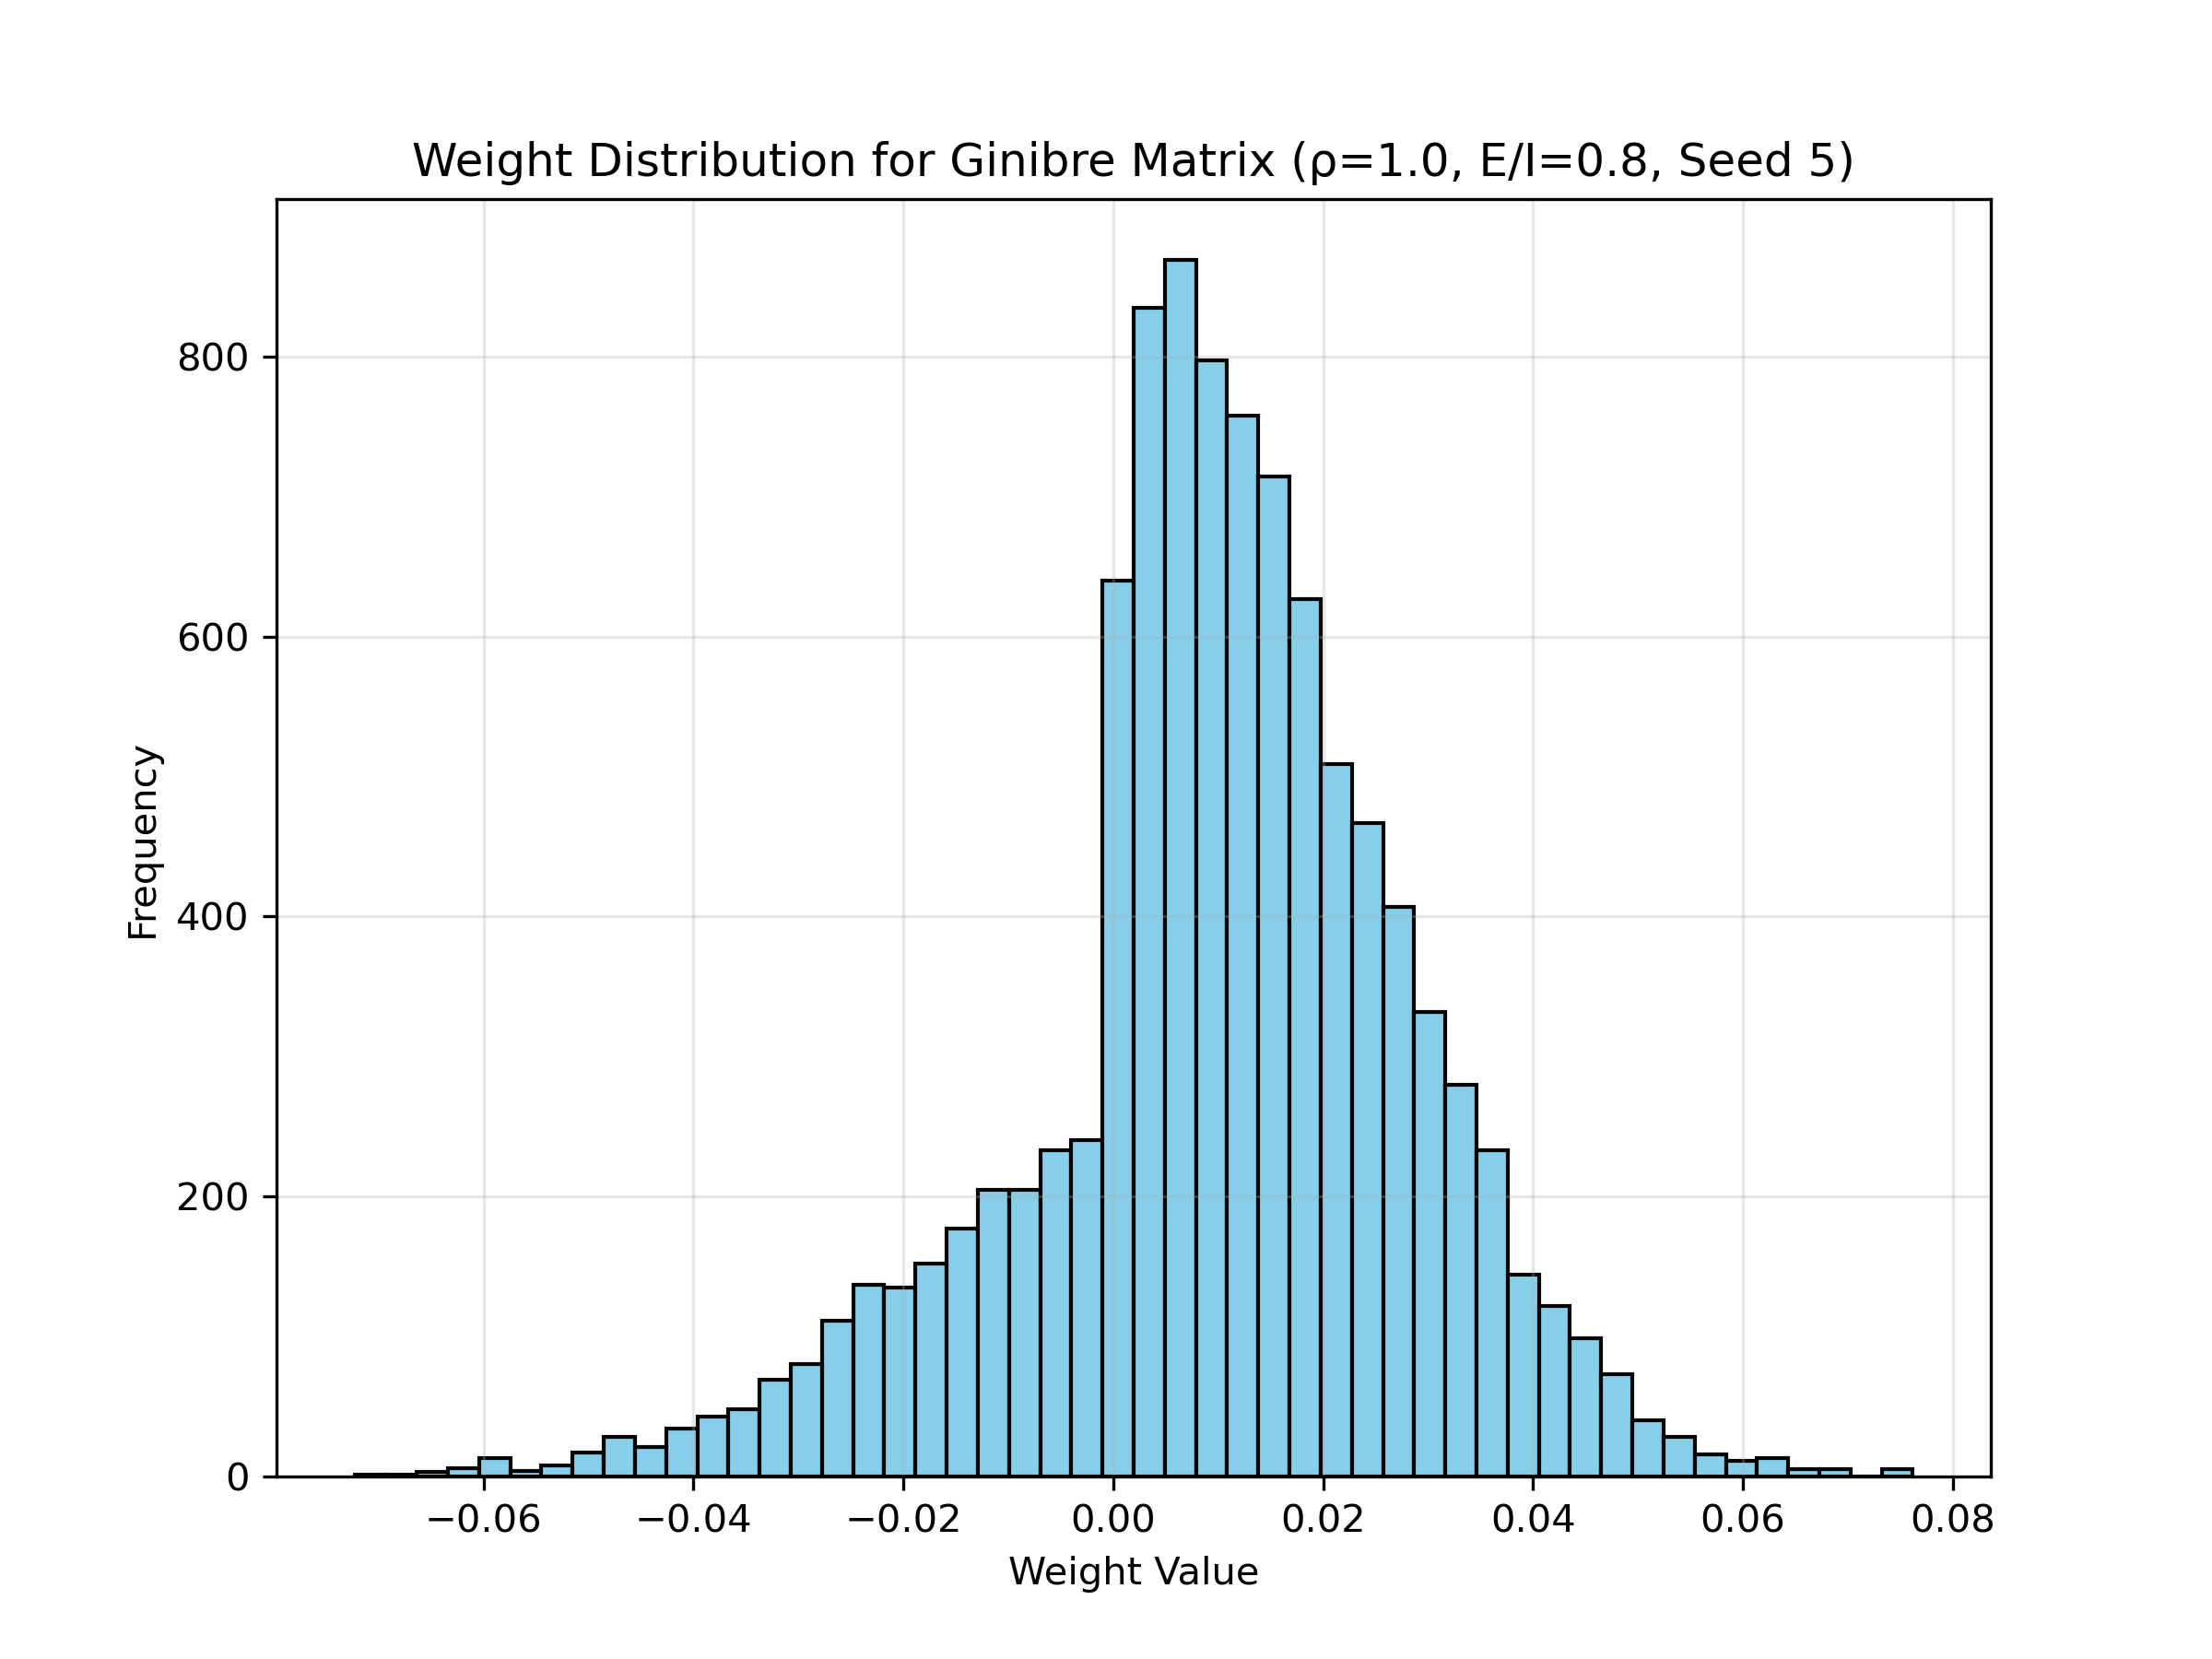 Weight Distribution for Ginibre Matrix (ρ=1.0, E/I=0.8, Seed 5)
800
600
400
200
0
Frequency
−0.06 −0.04 −0.02 0.00 0.02 0.04 0.06 0.08
Weight Value